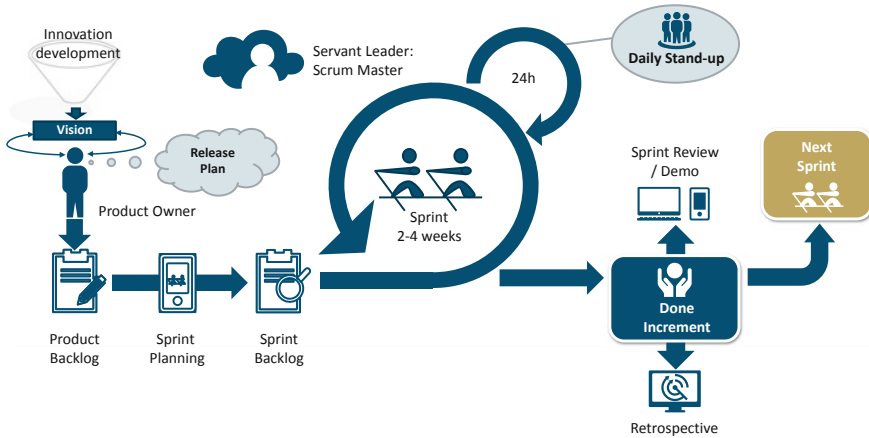 Innovation
development
Vision
Release
Plan
Product Owner
Servant Leader:
Scrum Master
24h
Daily Stand-up
Sprint
2-4 weeks
Product
Backlog
Sprint
Planning
Sprint
Backlog
Sprint Review
/ Demo
Done
Increment
Retrospective
Next
Sprint